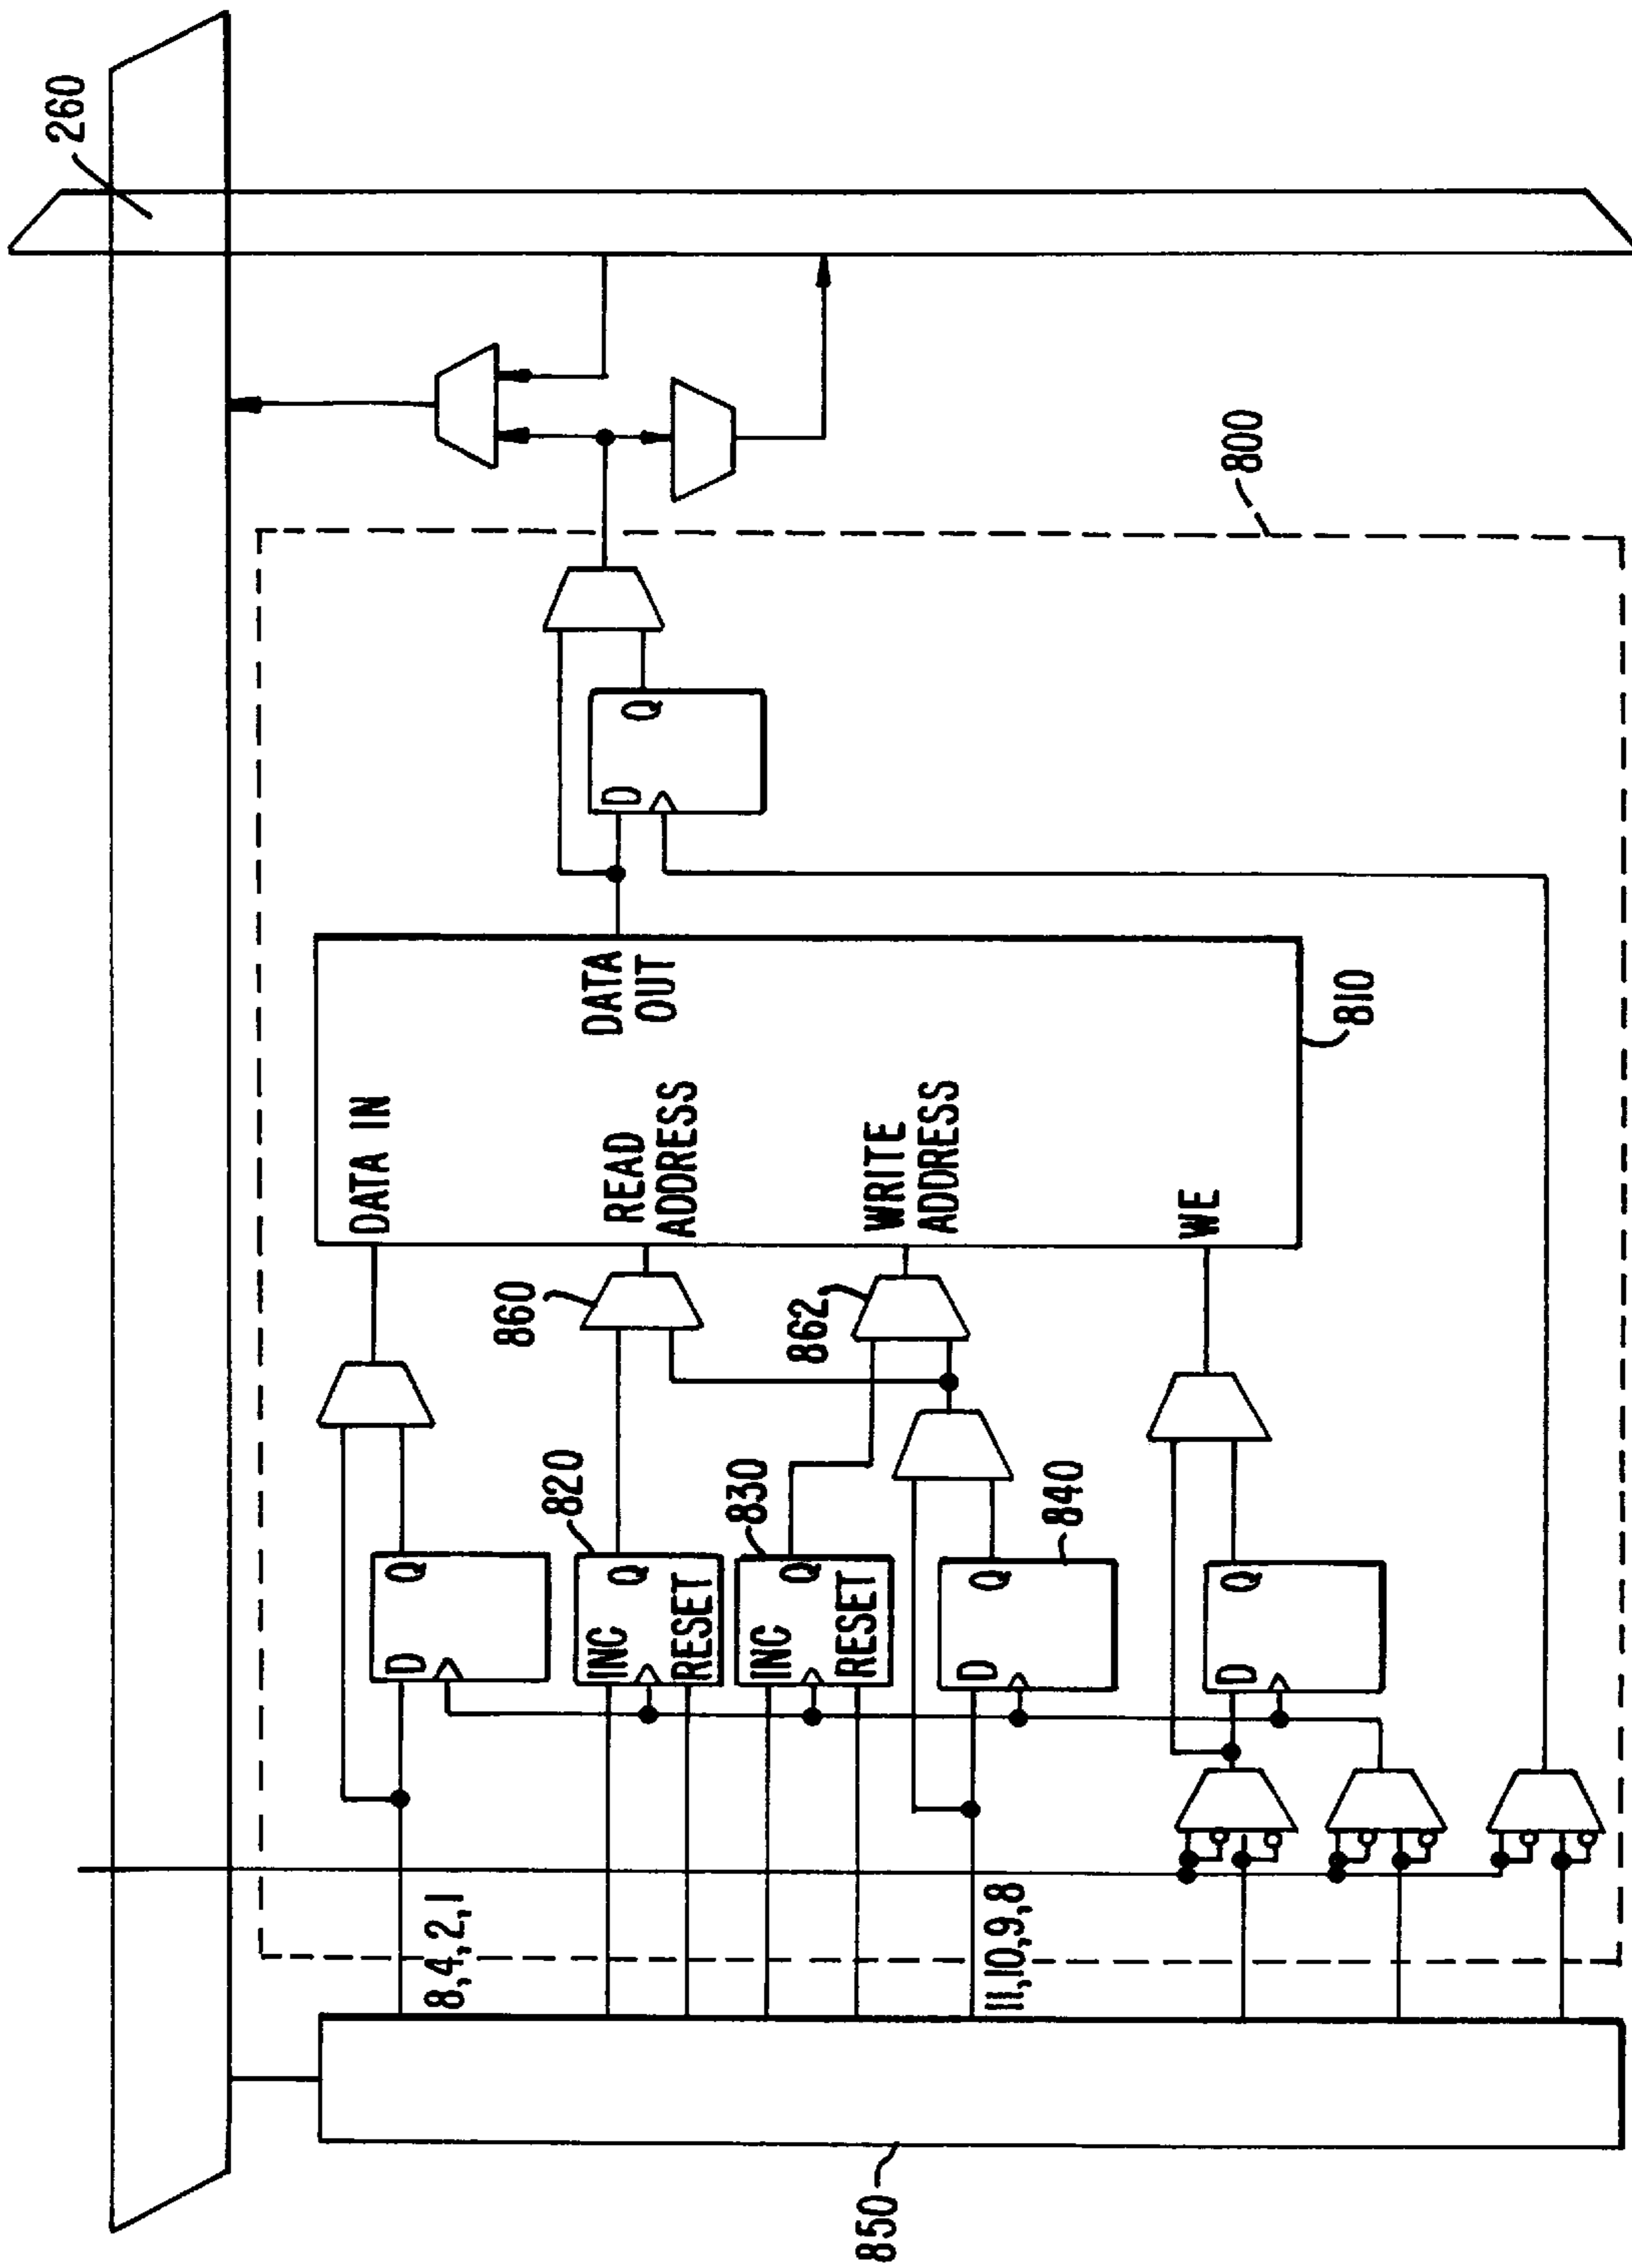 260
800
DATA IN
DATA
OUT
READ
ADDRESS
WRITE
ADDRESS
WE
810
860
862
D
Q
D
Q
820
INC
Q
RESET
830
INC
Q
RESET
840
D
Q
D
Q
8,4,2,1
11,10,9,8
850